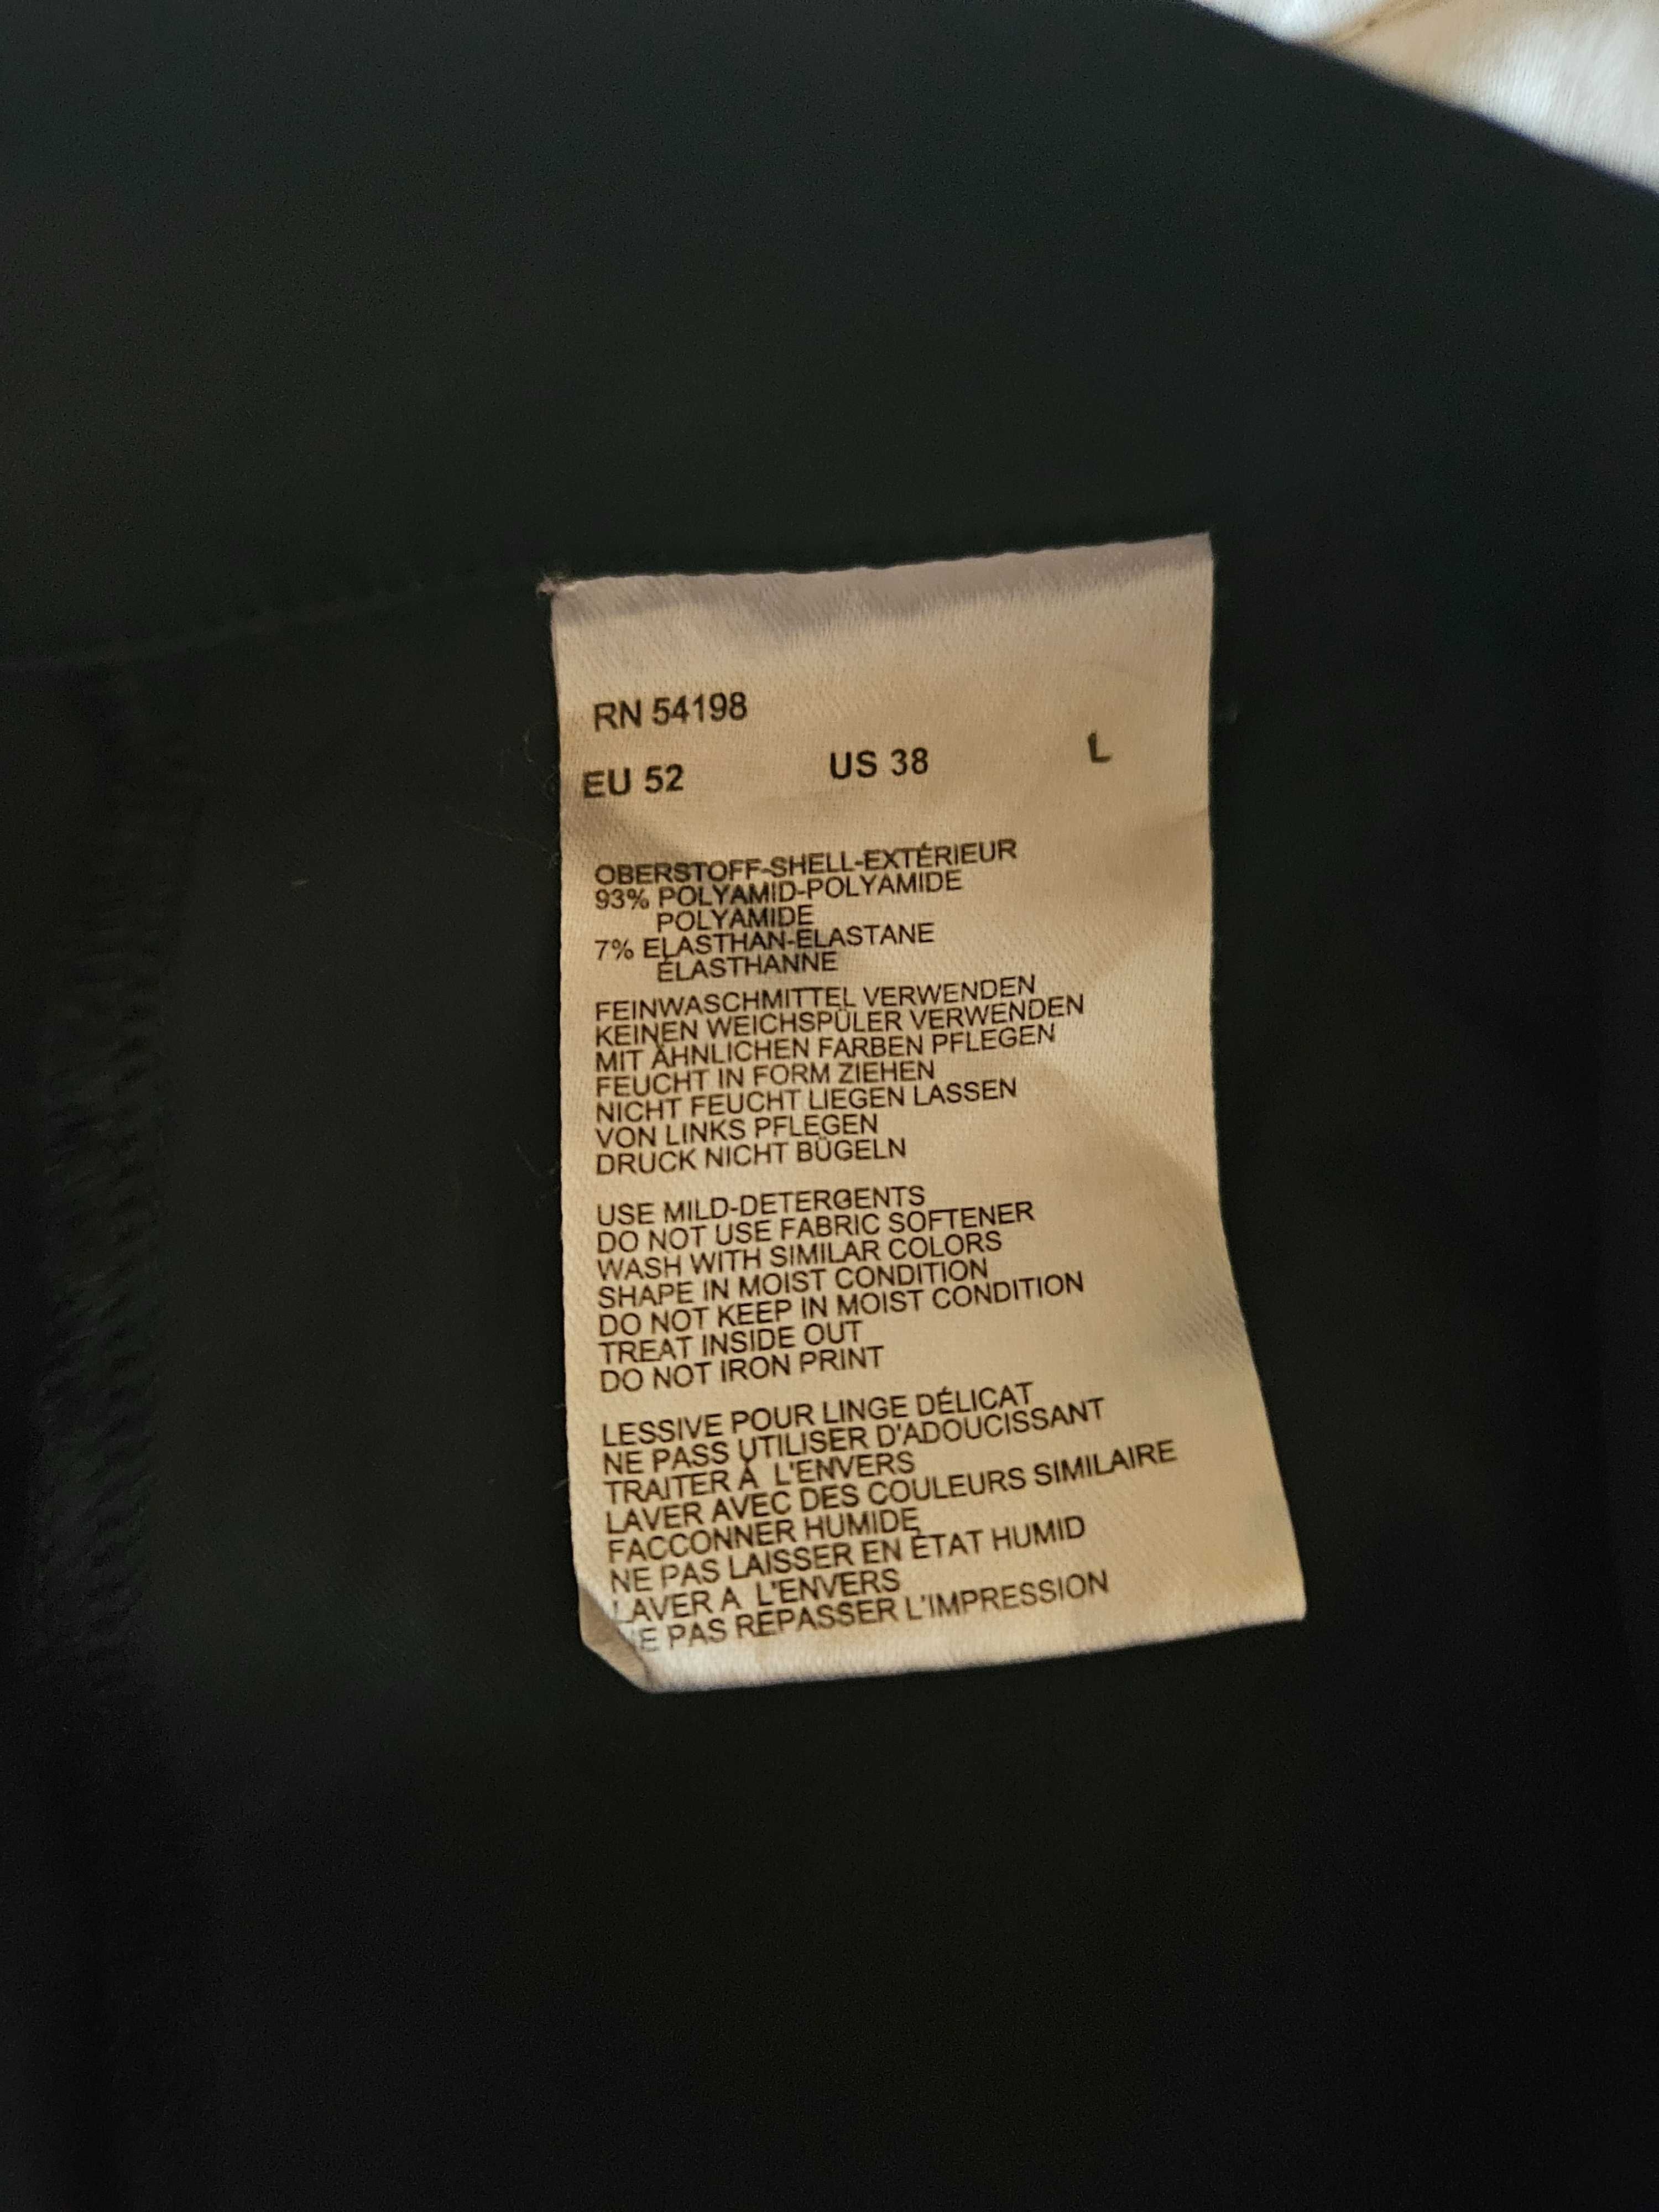 RN 54198
EU 52 US 38 L
OBERSTOFF-SHELL-EXTÉRIEUR
93% POLYAMID-POLYAMIDE
POLYAMIDE
7% ELASTHAN-ELASTANE
ÉLASTHANNE
FEINWASCHMITTEL VERWENDEN
KEINEN WEICHSPÜLER VERWENDEN
MIT ÄHNLICHEN FARBEN PFLEGEN
FEUCHT IN FORM ZIEHEN
NICHT FEUCHT LIEGEN LASSEN
VON LINKS PFLEGEN
DRUCK NICHT BÜGELN
USE MILD-DETERGENTS
DO NOT USE FABRIC SOFTENER
WASH WITH SIMILAR COLORS
SHAPE IN MOIST CONDITION
DO NOT KEEP IN MOIST CONDITION
TREAT INSIDE OUT
DO NOT IRON PRINT
LESSIVE POUR LINGE DÉLICAT
NE PASS UTILISER D'ADOUCISSANT
TRAITER À L'ENVERS
LAVER AVEC DES COULEURS SIMILAIRE
FACCONNER HUMIDE
NE PAS LAISSER EN ÉTAT HUMID
LAVER A L'ENVERS
NE PAS REPASSER L'IMPRESSION